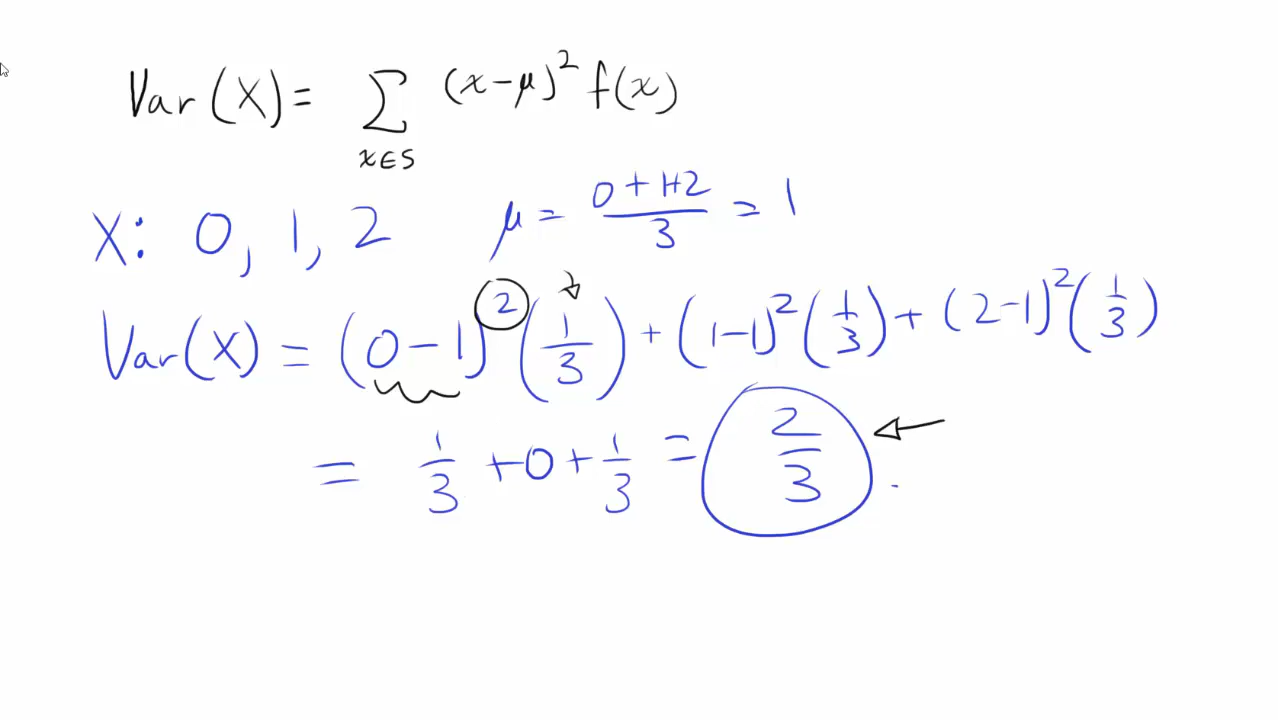 Var(X) = ∑ (x-μ)² f(x)
x∈S
X: 0, 1, 2 μ = (0+1+2)/3 = 1
Var(X) = (0-1)² (1/3) + (1-1)² (1/3) + (2-1)² (1/3)
= 1/3 + 0 + 1/3 = 2/3